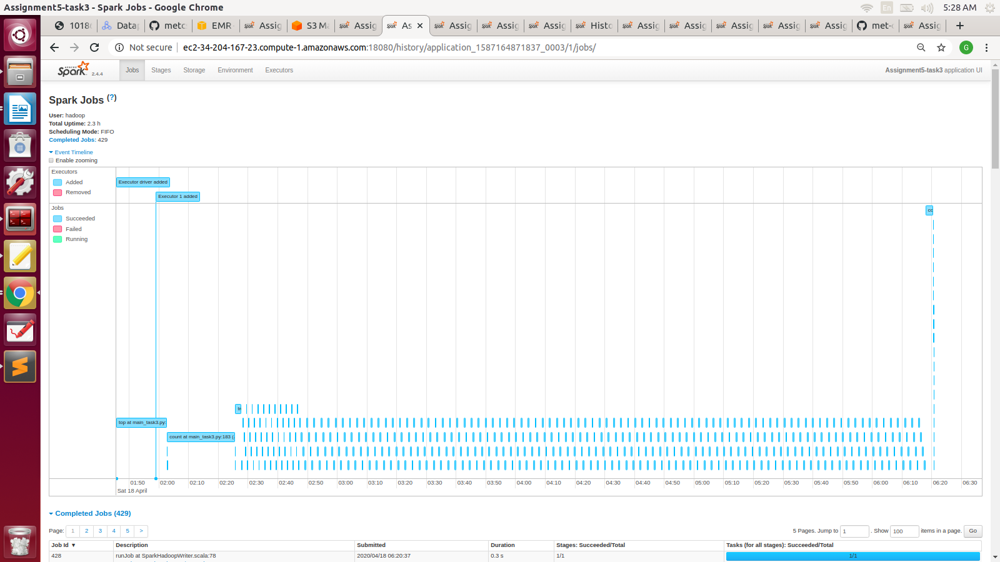 Assignment5-task3 - Spark Jobs - Google Chrome
En
5:28 AM
1018
Data
metc
EMR
Assig
S3 Ma
Assig
As
Assig
Assig
Assig
Histo
Assig
Assig
Assig
Assig
Assig
met-
Assig
Not secure
ec2-34-204-167-23.compute-1.amazonaws.com:18080/history/application_1587164871837_0003/1/jobs/
G
APACHE
Spark 2.4.4
Jobs
Stages
Storage
Environment
Executors
Assignment5-task3 application UI
Spark Jobs (?)
User: hadoop
Total Uptime: 2.3 h
Scheduling Mode: FIFO
Completed Jobs: 429
Event Timeline
Enable zooming
Executors
Added
Removed
Executor driver added
Executor 1 added
Jobs
Succeeded
Failed
Running
cc
tr
top at main_task3.py:
count at main_task3.py:183 (
01:50 02:00 02:10 02:20 02:30 02:40 02:50 03:00 03:10 03:20 03:30 03:40 03:50 04:00 04:10 04:20 04:30 04:40 04:50 05:00 05:10 05:20 05:30 05:40 05:50 06:00 06:10 06:20 06:30
Sat 18 April
Completed Jobs (429)
Page: 1 2 3 4 5 >
5 Pages. Jump to 1 . Show 100 items in a page. Go
Job Id ▼ Description Submitted Duration Stages: Succeeded/Total Tasks (for all stages): Succeeded/Total
428 runJob at SparkHadoopWriter.scala:78 2020/04/18 06:20:37 0.3 s 1/1 1/1